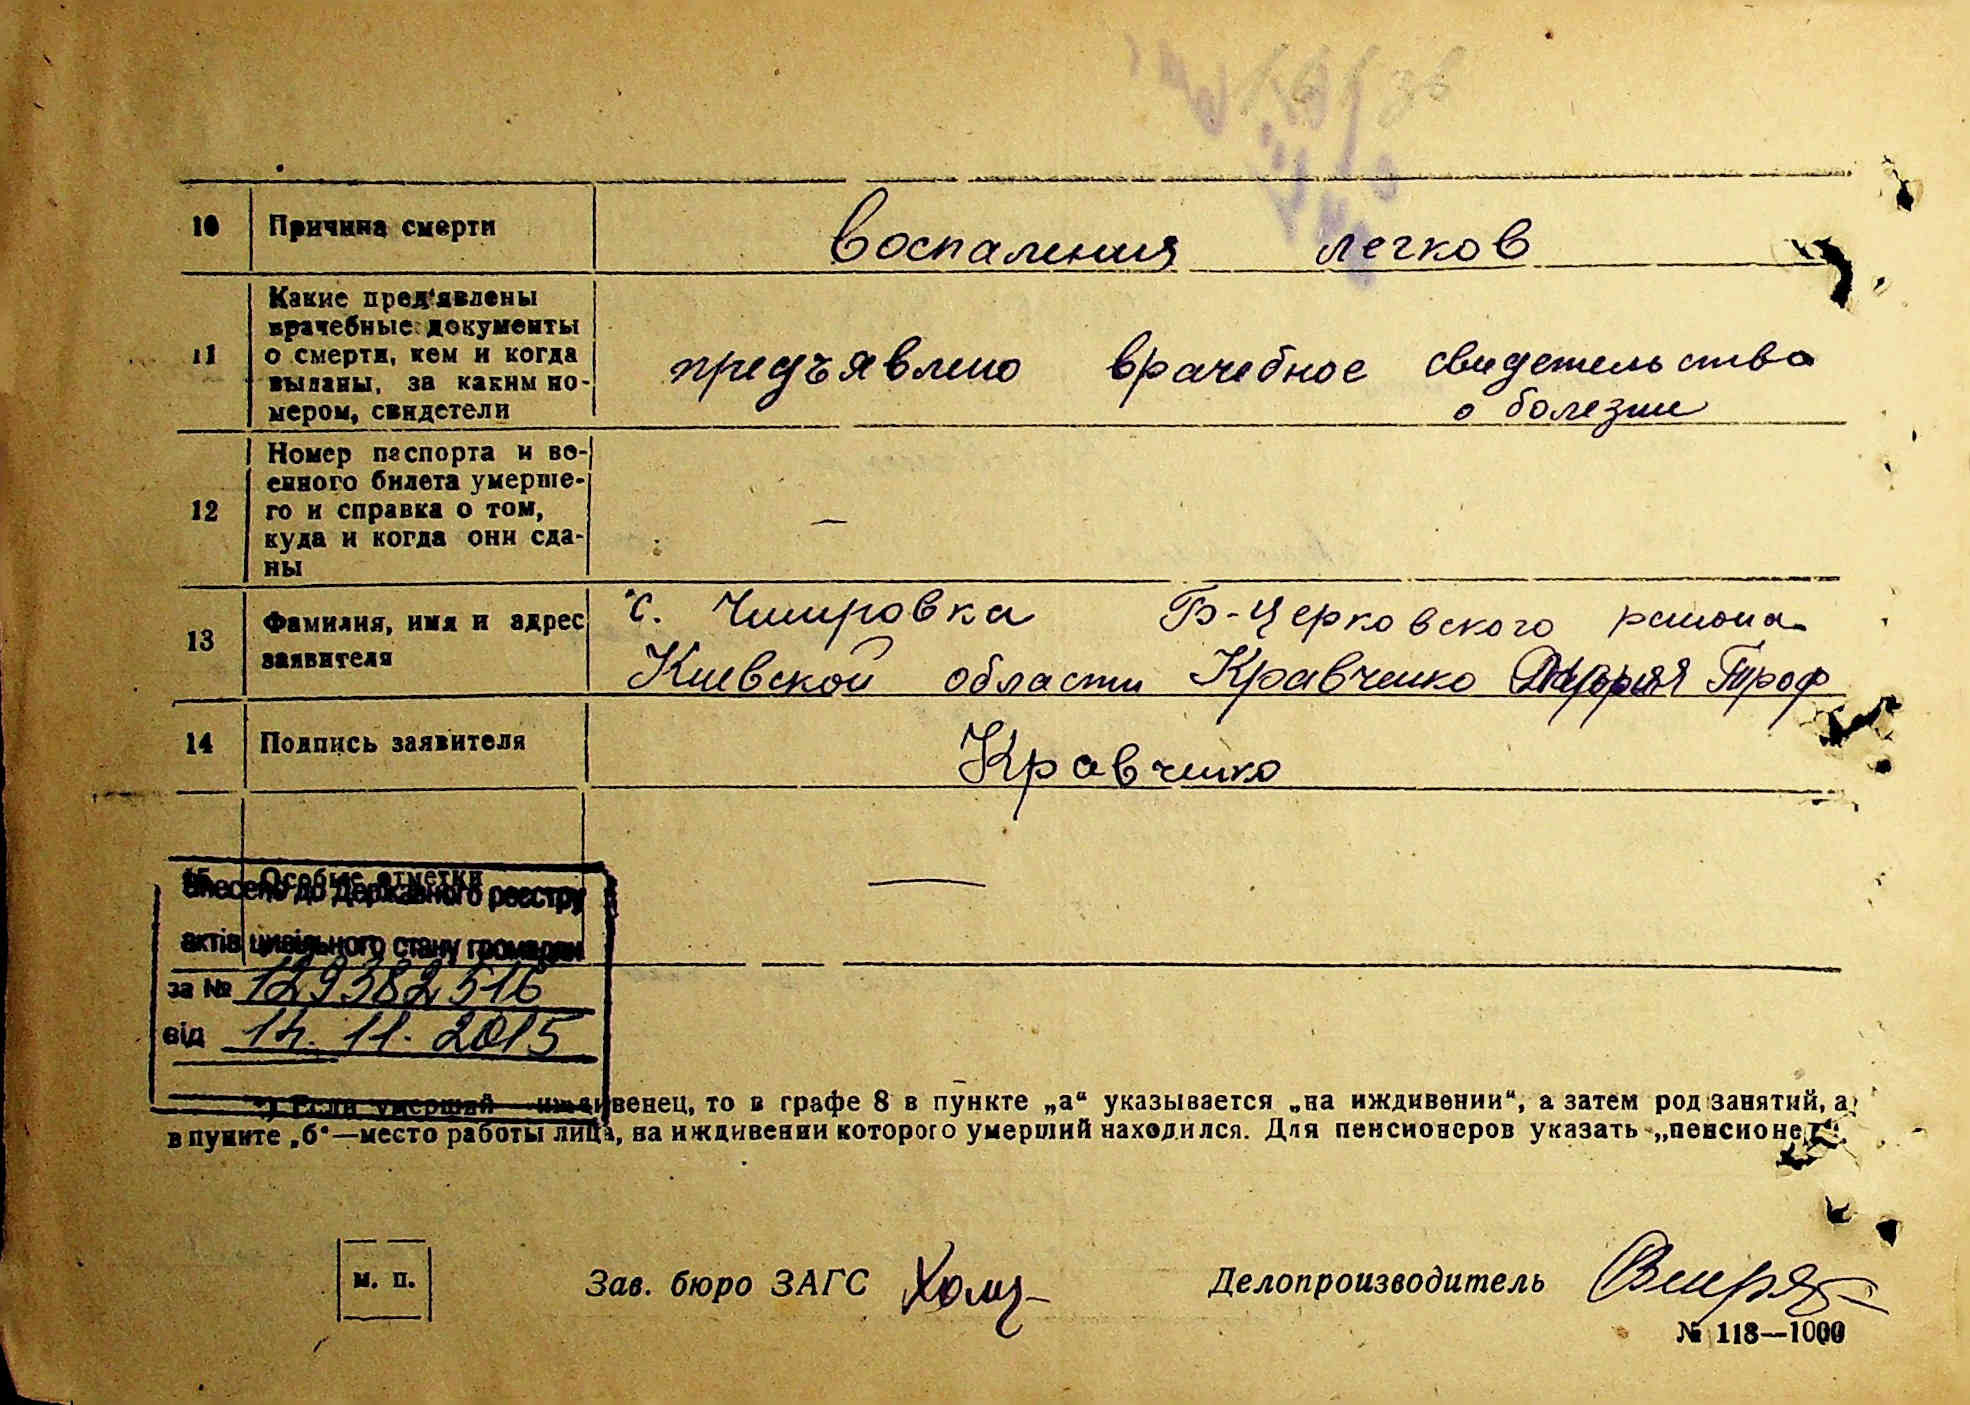 10 Причина смерти воспаления легков
11 Какие пред'явлены
врачебные документы
о смерти, кем и когда
выданы, за каким но-
мером, свидетели
предъявлено врачебное свидетельства
о болезни
12 Номер паспорта и во-
енного билета умерше-
го и справка о том,
куда и когда они сда-
ны
—
13 Фамилия, имя и адрес
заявителя
с. Чмировка Б-Церковского района
Киевской области Кравченко Троф
14 Подпись заявителя Кравченко
15 Особые отметки —
внесено до Державного реєстру
актів цивільного стану громадян
за № 129382516
від 14.11.2015
*) Если умерший — иждивенец, то в графе 8 в пункте „а“ указывается „на иждивении“, а затем род занятий, а
в пункте „б“—место работы лица, на иждивении которого умерший находился. Для пенсионеров указать „пенсионер“.
м. п.
Зав. бюро ЗАГС
Делопроизводитель
№ 118—1000